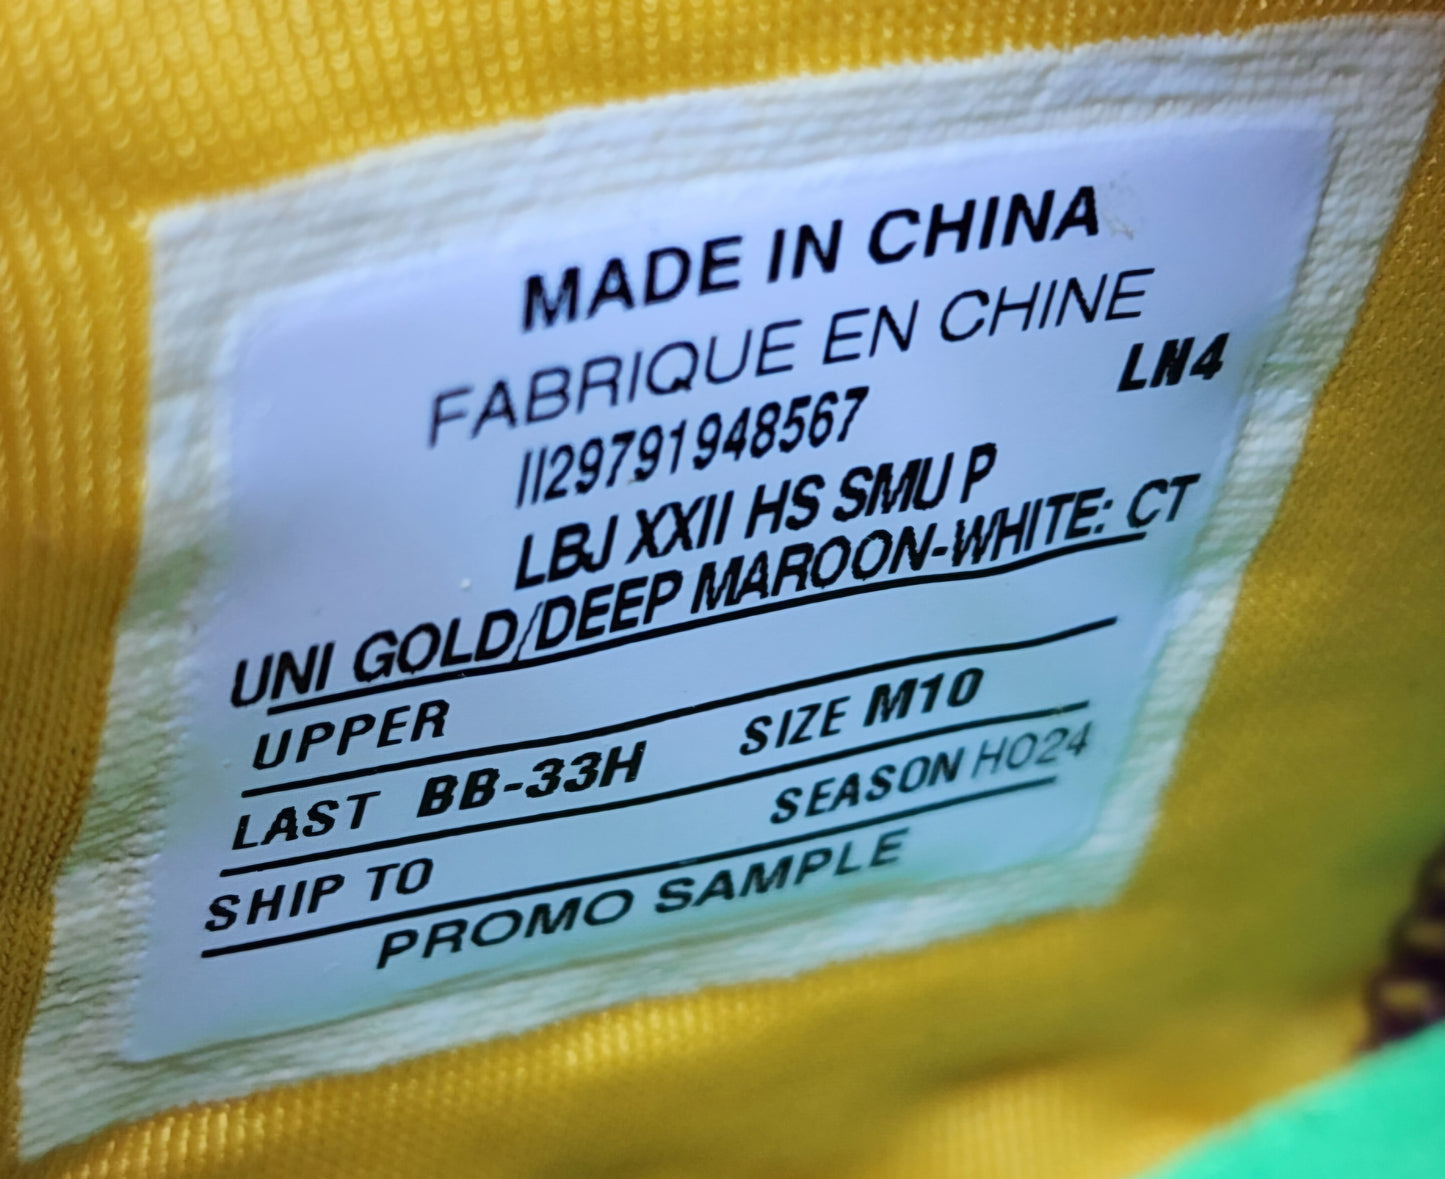 MADE IN CHINA
FABRIQUE EN CHINE
LN4
II29791948567
LBJ XXII HS SMU P
UNI GOLD/DEEP MAROON-WHITE: CT
UPPER
LAST BB-33H SIZE M10
SHIP TO SEASON HO24
PROMO SAMPLE